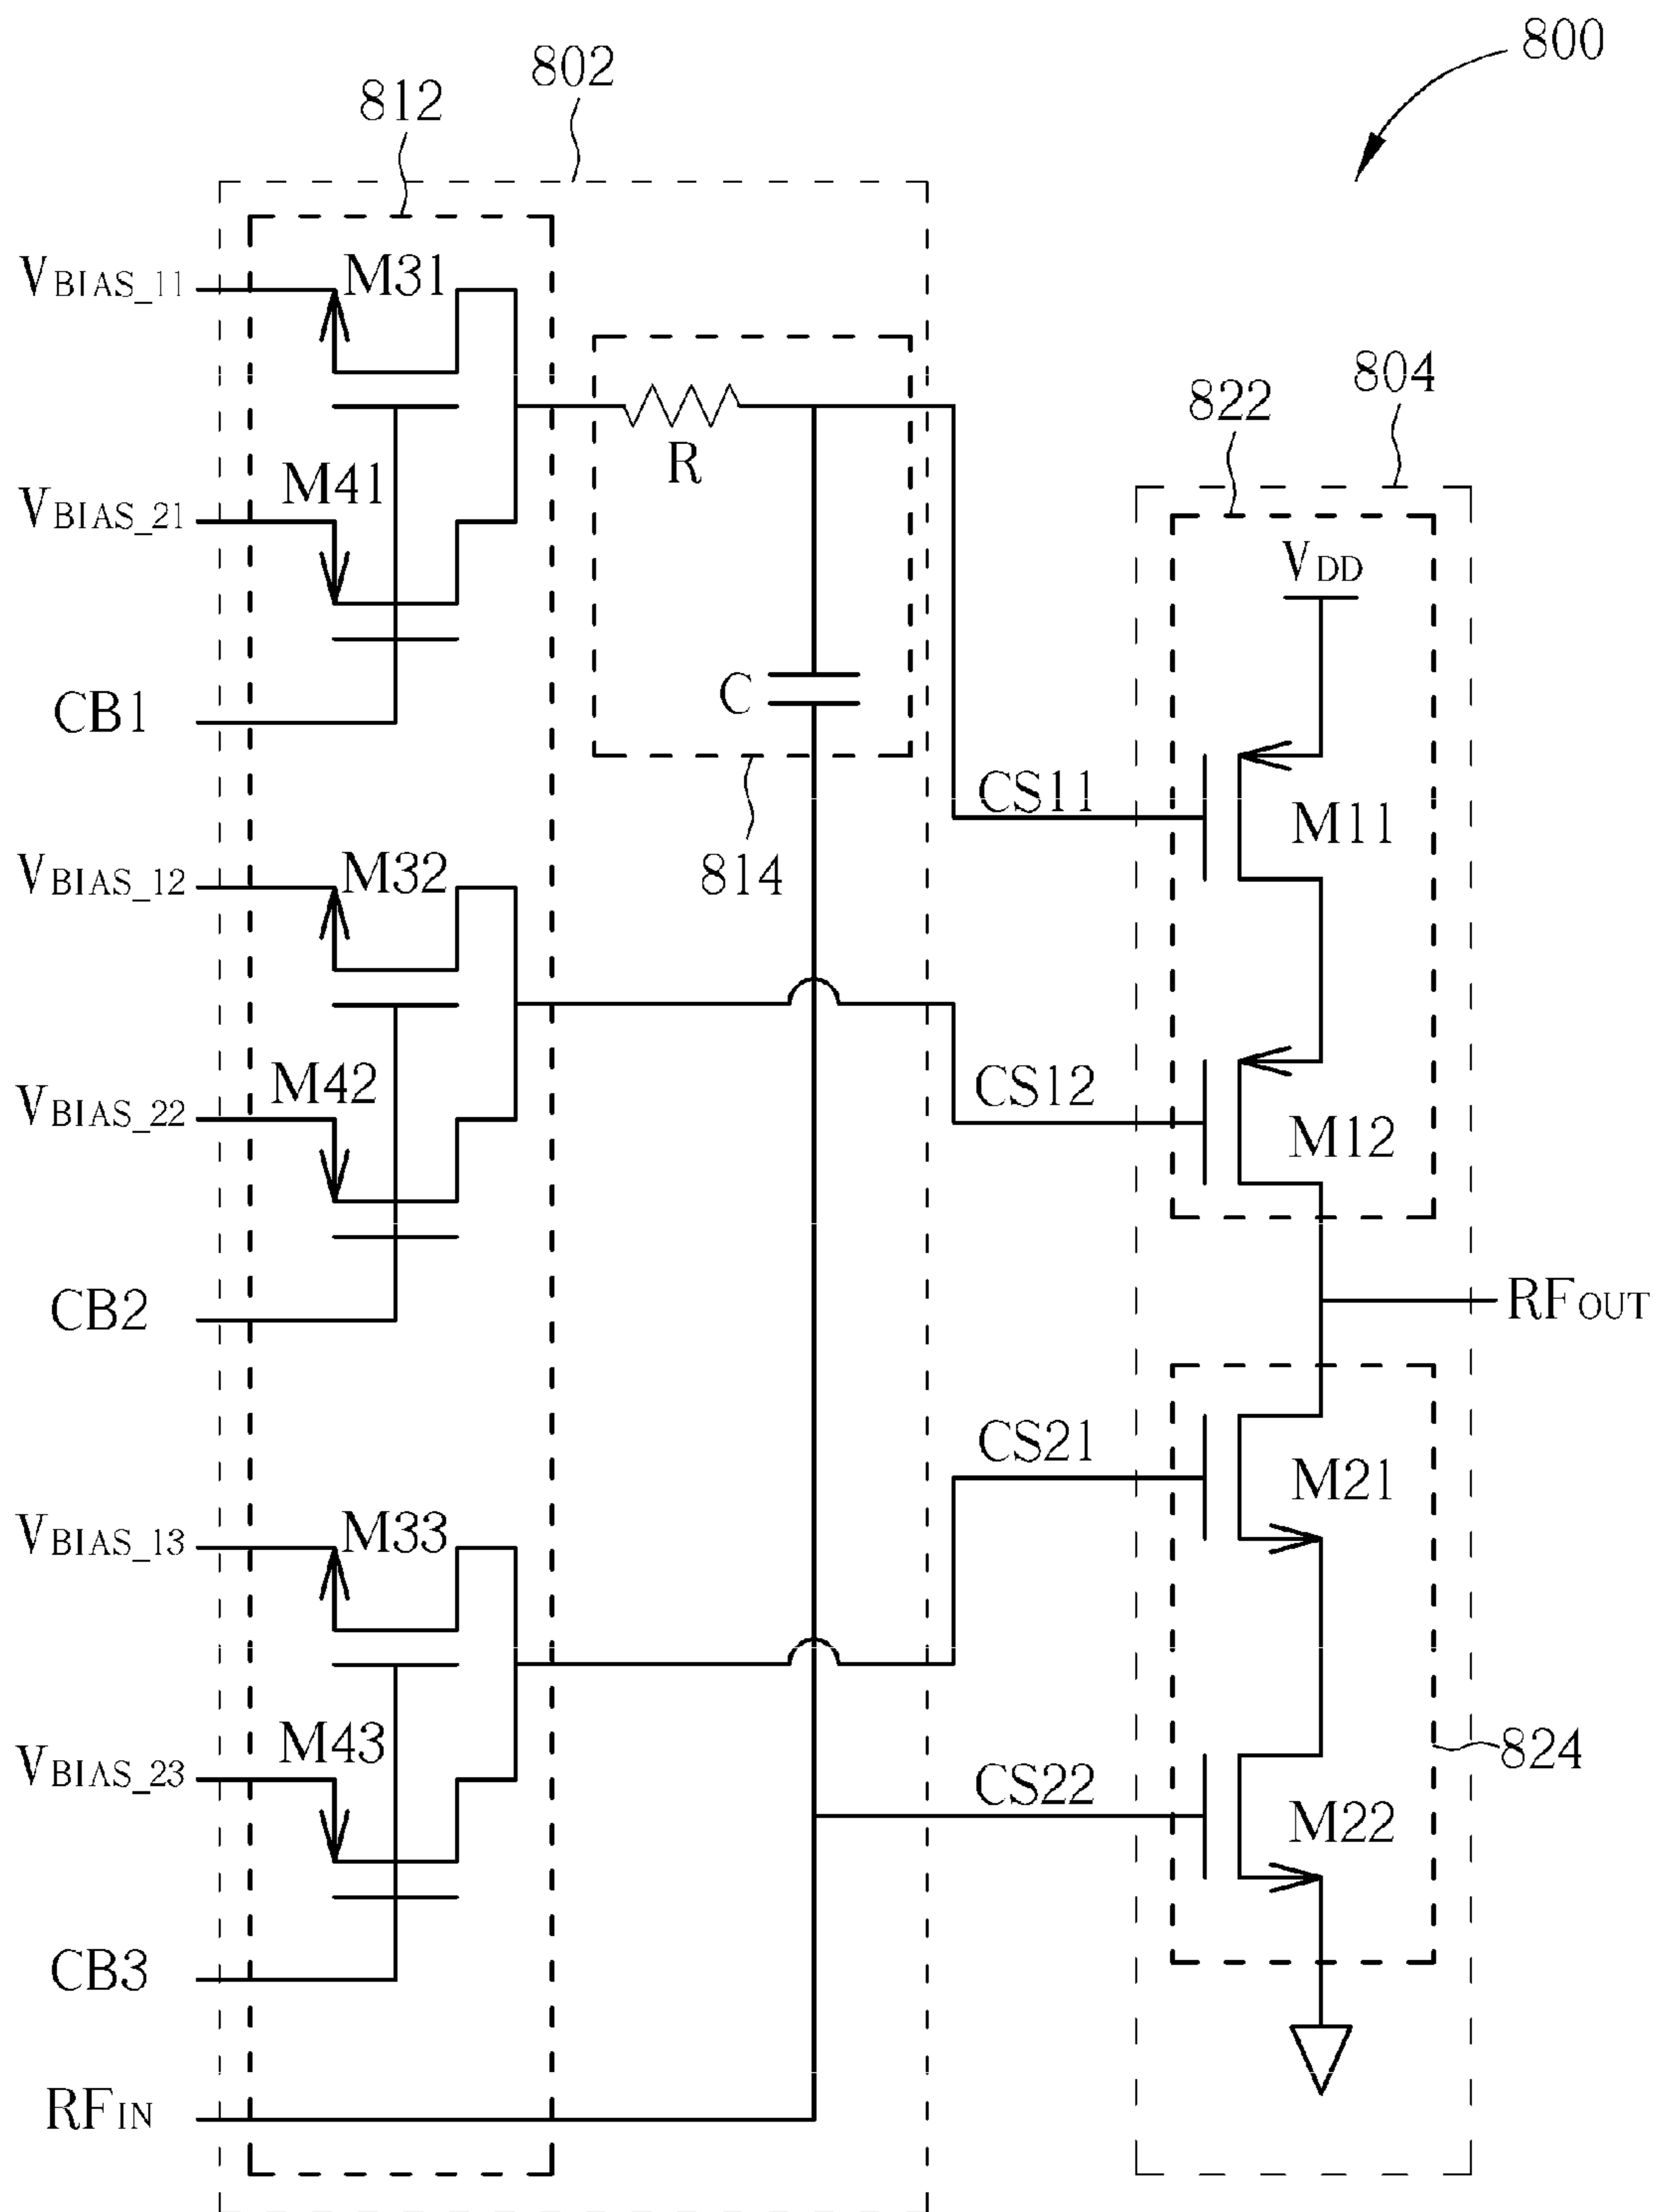 800
802
812
VBIAS_11
M31
804
822
R
M41
VBIAS_21
VDD
C
CB1
CS11
M11
814
VBIAS_12
M32
M42
CS12
VBIAS_22
M12
CB2
RFOUT
CS21
M21
VBIAS_13
M33
M43
824
VBIAS_23
CS22
M22
CB3
RFIN